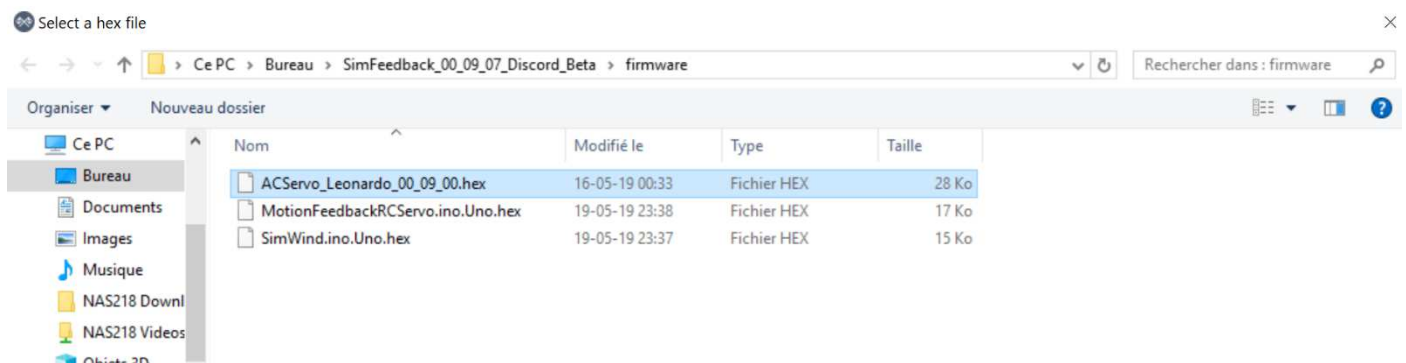 Select a hex file
Ce PC > Bureau > SimFeedback_00_09_07_Discord_Beta > firmware
Rechercher dans : firmware
Organiser
Nouveau dossier
Ce PC
Bureau
Documents
Images
Musique
NAS218 Downl
NAS218 Videos
Objets 3D
Nom Modifié le Type Taille
ACServo_Leonardo_00_09_00.hex 16-05-19 00:33 Fichier HEX 28 Ko
MotionFeedbackRCServo.ino.Uno.hex 19-05-19 23:38 Fichier HEX 17 Ko
SimWind.ino.Uno.hex 19-05-19 23:37 Fichier HEX 15 Ko